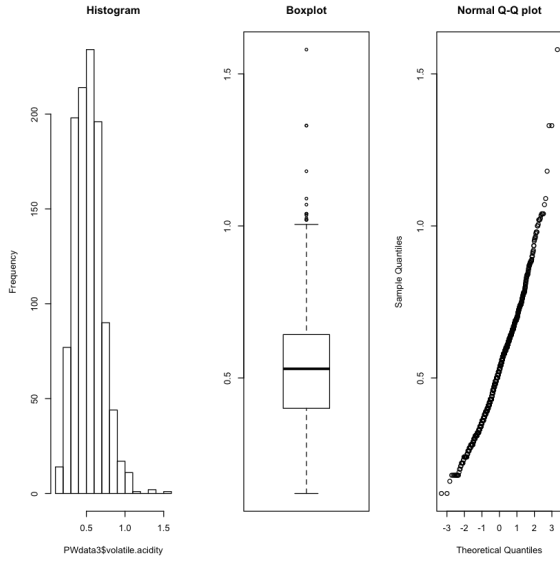 Histogram
Boxplot
Normal Q-Q plot
Frequency
0
50
100
150
200
0.5
1.0
1.5
PWdata3$volatile.acidity
0.5
1.0
1.5
Sample Quantiles
0.5
1.0
1.5
-3 -2 -1 0 1 2 3
Theoretical Quantiles